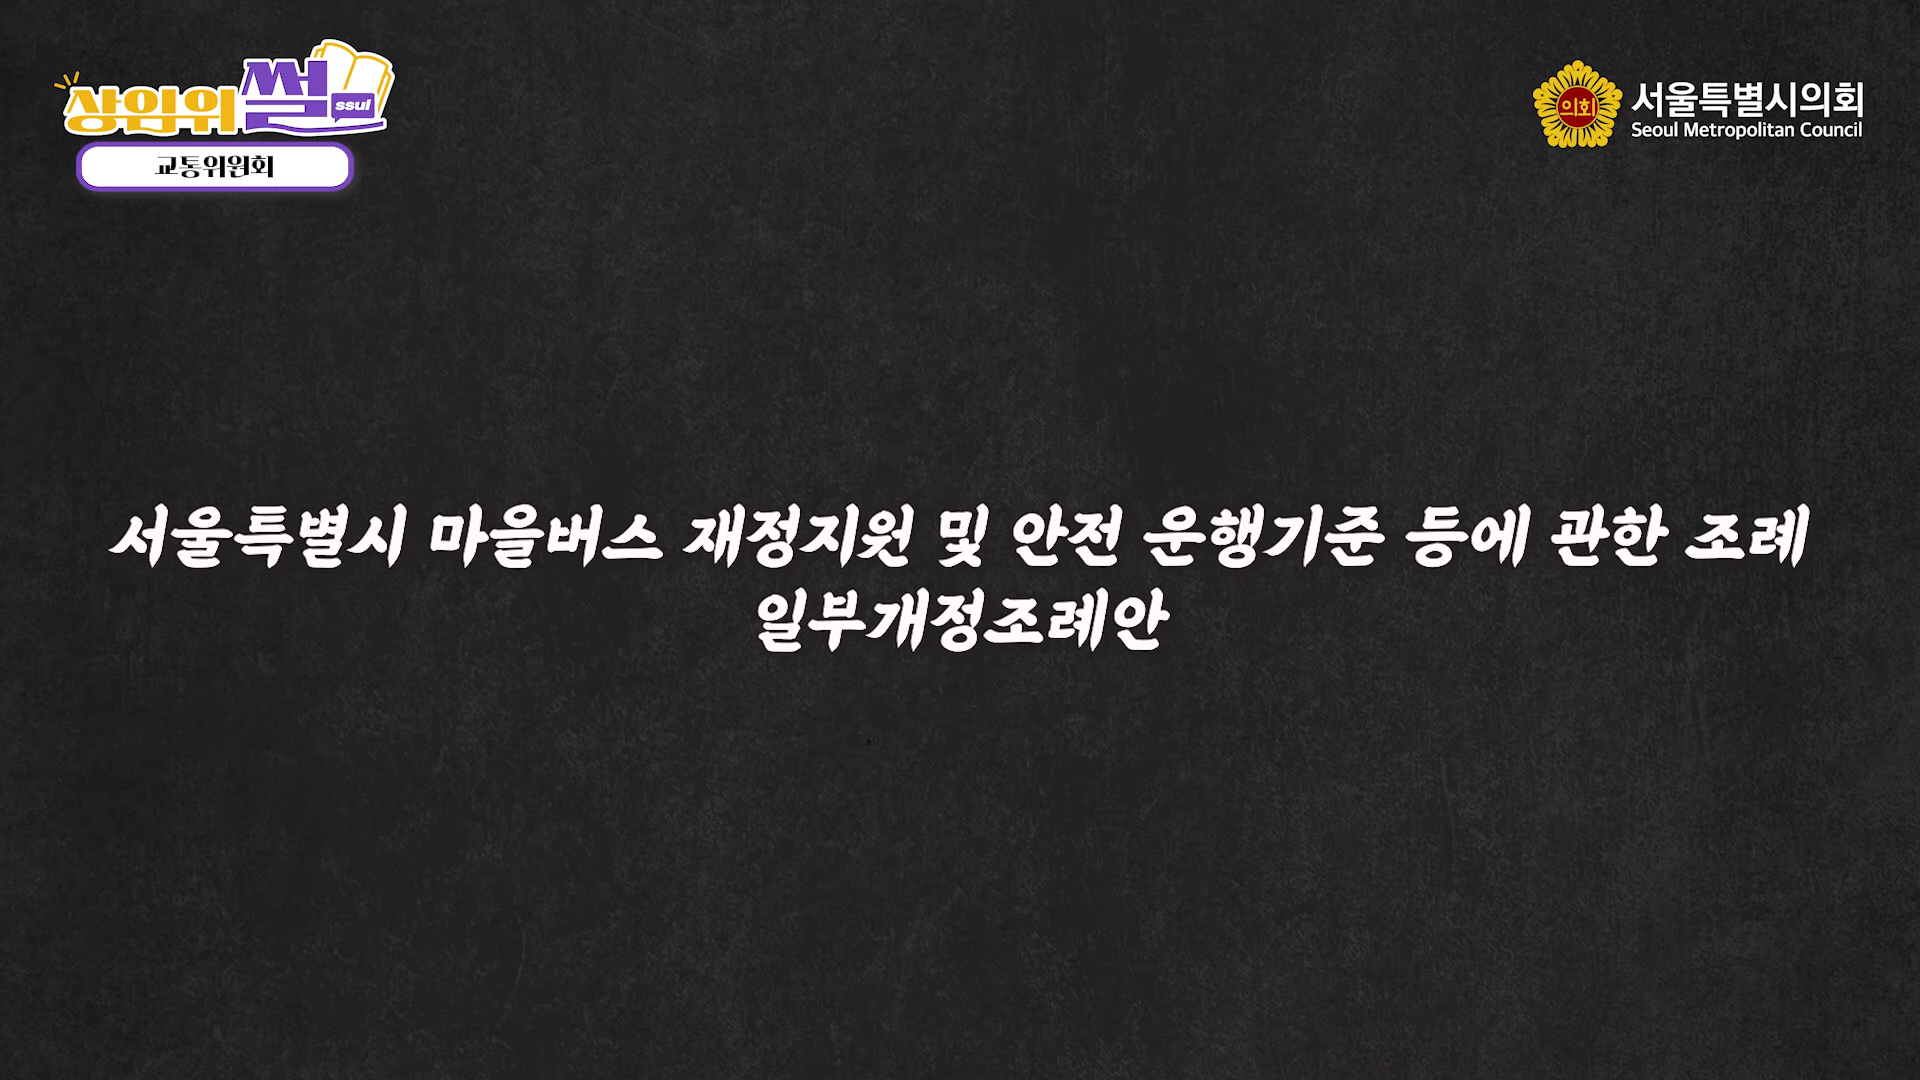 상임위썰
ssul
교통위원회
의회
서울특별시의회
Seoul Metropolitan Council
서울특별시 마을버스 재정지원 및 안전 운행기준 등에 관한 조례
일부개정조례안